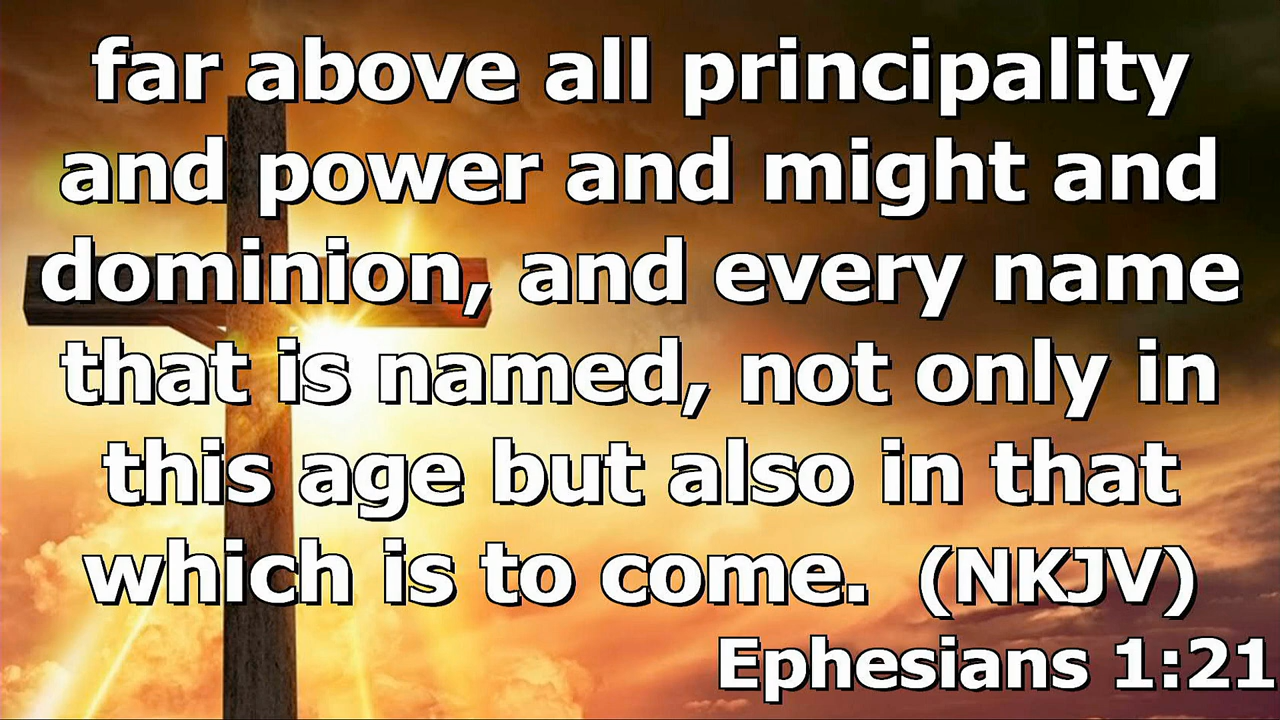 far above all principality
and power and might and
dominion, and every name
that is named, not only in
this age but also in that
which is to come.  (NKJV)
Ephesians 1:21